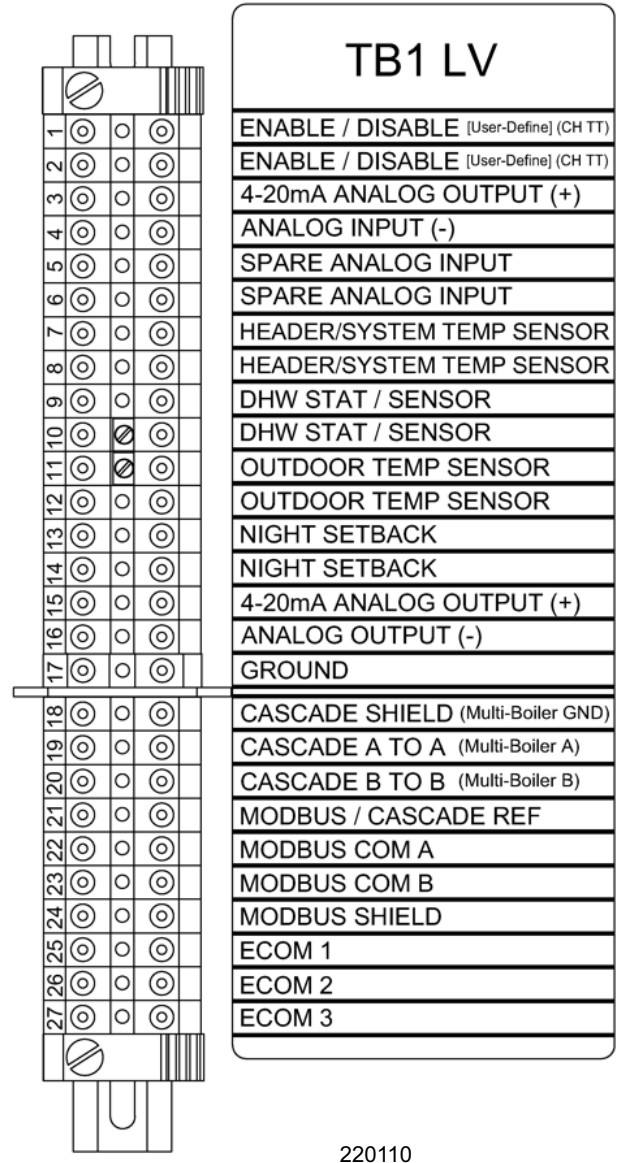 TB1 LV
1 ENABLE / DISABLE [User-Define] (CH TT)
2 ENABLE / DISABLE [User-Define] (CH TT)
3 4-20mA ANALOG OUTPUT (+)
4 ANALOG INPUT (-)
5 SPARE ANALOG INPUT
6 SPARE ANALOG INPUT
7 HEADER/SYSTEM TEMP SENSOR
8 HEADER/SYSTEM TEMP SENSOR
9 DHW STAT / SENSOR
10 DHW STAT / SENSOR
11 OUTDOOR TEMP SENSOR
12 OUTDOOR TEMP SENSOR
13 NIGHT SETBACK
14 NIGHT SETBACK
15 4-20mA ANALOG OUTPUT (+)
16 ANALOG OUTPUT (-)
17 GROUND
18 CASCADE SHIELD (Multi-Boiler GND)
19 CASCADE A TO A (Multi-Boiler A)
20 CASCADE B TO B (Multi-Boiler B)
21 MODBUS / CASCADE REF
22 MODBUS COM A
23 MODBUS COM B
24 MODBUS SHIELD
25 ECOM 1
26 ECOM 2
27 ECOM 3
220110